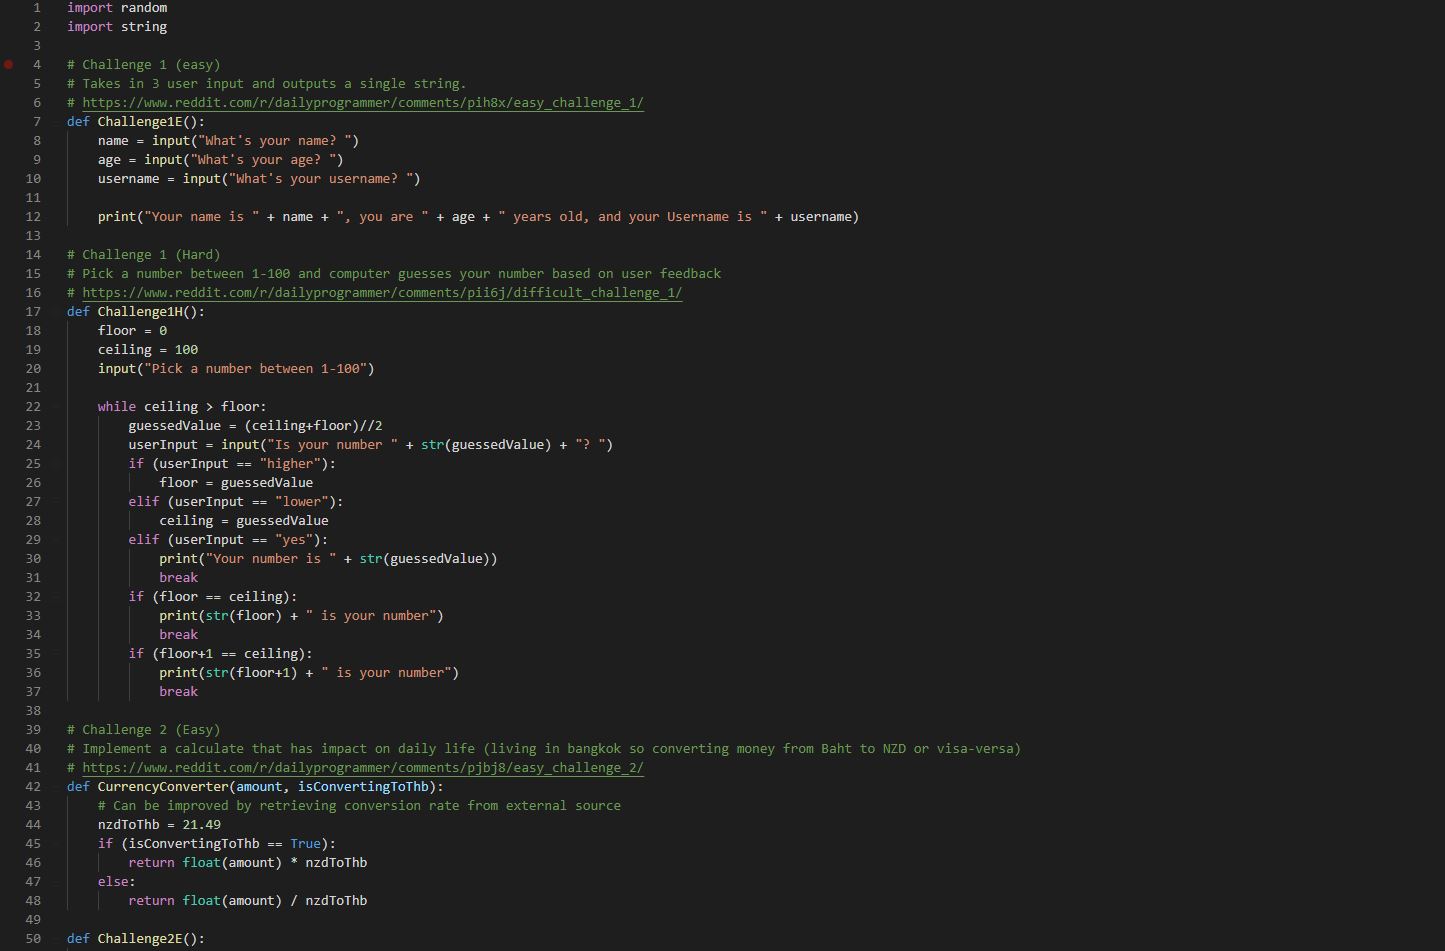 1 import random
2 import string
3
4 # Challenge 1 (easy)
5 # Takes in 3 user input and outputs a single string.
6 # https://www.reddit.com/r/dailyprogrammer/comments/pih8x/easy_challenge_1/
7 def Challenge1E():
8 name = input("What's your name? ")
9 age = input("What's your age? ")
10 username = input("What's your username? ")
11
12 print("Your name is " + name + ", you are " + age + " years old, and your Username is " + username)
13
14 # Challenge 1 (Hard)
15 # Pick a number between 1-100 and computer guesses your number based on user feedback
16 # https://www.reddit.com/r/dailyprogrammer/comments/pii6j/difficult_challenge_1/
17 def Challenge1H():
18 floor = 0
19 ceiling = 100
20 input("Pick a number between 1-100")
21
22 while ceiling > floor:
23 guessedValue = (ceiling+floor)//2
24 userInput = input("Is your number " + str(guessedValue) + "? ")
25 if (userInput == "higher"):
26 floor = guessedValue
27 elif (userInput == "lower"):
28 ceiling = guessedValue
29 elif (userInput == "yes"):
30 print("Your number is " + str(guessedValue))
31 break
32 if (floor == ceiling):
33 print(str(floor) + " is your number")
34 break
35 if (floor+1 == ceiling):
36 print(str(floor+1) + " is your number")
37 break
38
39 # Challenge 2 (Easy)
40 # Implement a calculate that has impact on daily life (living in bangkok so converting money from Baht to NZD or visa-versa)
41 # https://www.reddit.com/r/dailyprogrammer/comments/pjbj8/easy_challenge_2/
42 def CurrencyConverter(amount, isConvertingToThb):
43 # Can be improved by retrieving conversion rate from external source
44 nzdToThb = 21.49
45 if (isConvertingToThb == True):
46 return float(amount) * nzdToThb
47 else:
48 return float(amount) / nzdToThb
49
50 def Challenge2E():